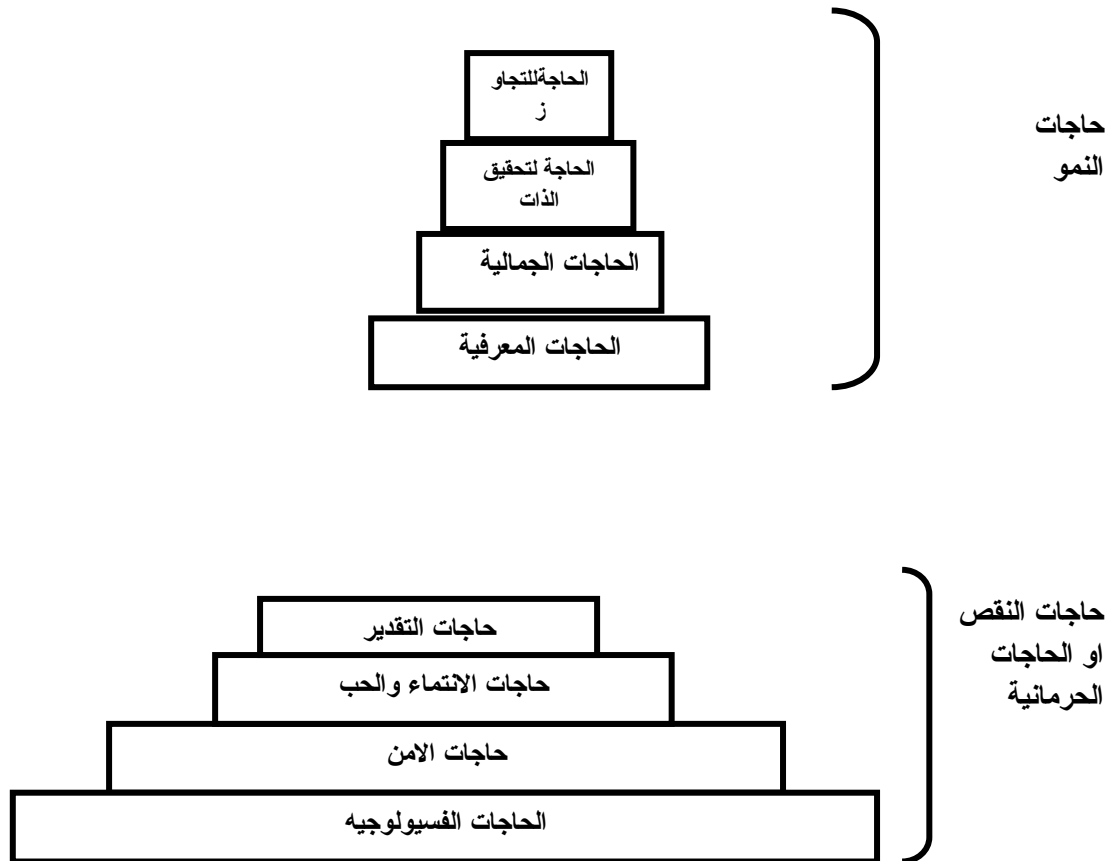 الحاجةللتجاو
ز
حاجات
النمو
الحاجة لتحقيق
الذات
الحاجات الجمالية
الحاجات المعرفية
حاجات التقدير
حاجات النقص
او الحاجات
الحرمانية
حاجات الانتماء والحب
حاجات الامن
الحاجات الفسيولوجيه